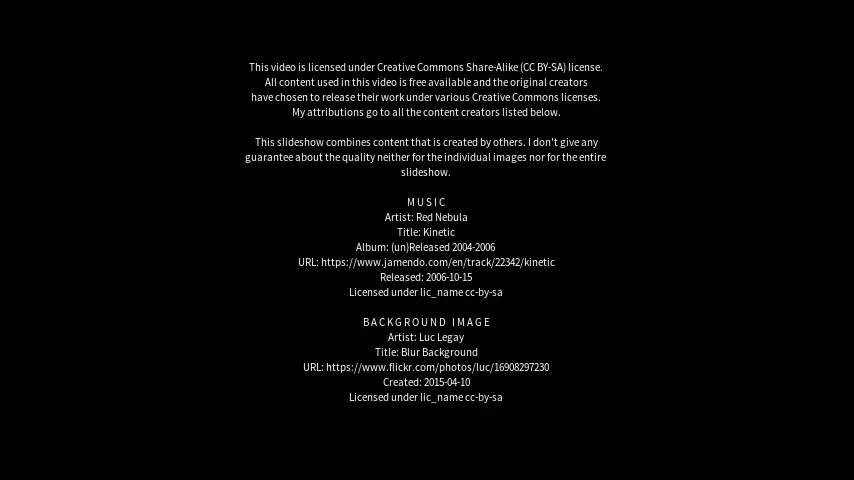 This video is licensed under Creative Commons Share-Alike (CC BY-SA) license.
All content used in this video is free available and the original creators
have chosen to release their work under various Creative Commons licenses.
My attributions go to all the content creators listed below.
This slideshow combines content that is created by others. I don't give any
guarantee about the quality neither for the individual images nor for the entire
slideshow.
MUSIC
Artist: Red Nebula
Title: Kinetic
Album: (un)Released 2004-2006
URL: https://www.jamendo.com/en/track/22342/kinetic
Released: 2006-10-15
Licensed under lic_name cc-by-sa
BACKGROUND IMAGE
Artist: Luc Legay
Title: Blur Background
URL: https://www.flickr.com/photos/luc/16908297230
Created: 2015-04-10
Licensed under lic_name cc-by-sa